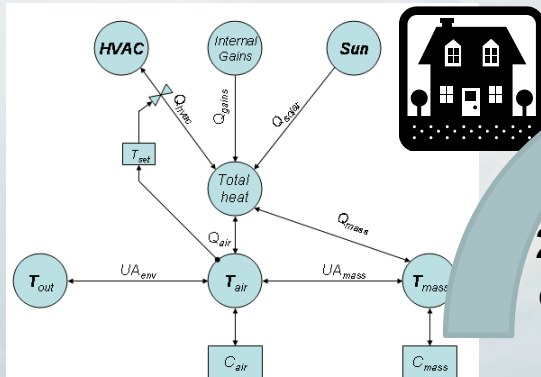 HVAC
Internal
Gains
Sun
Qhvac
Qgains
Qsolar
Tset
Total
heat
Qmass
Qair
Tout
UAenv
Tair
UAmass
Tmass
Cair
Cmass